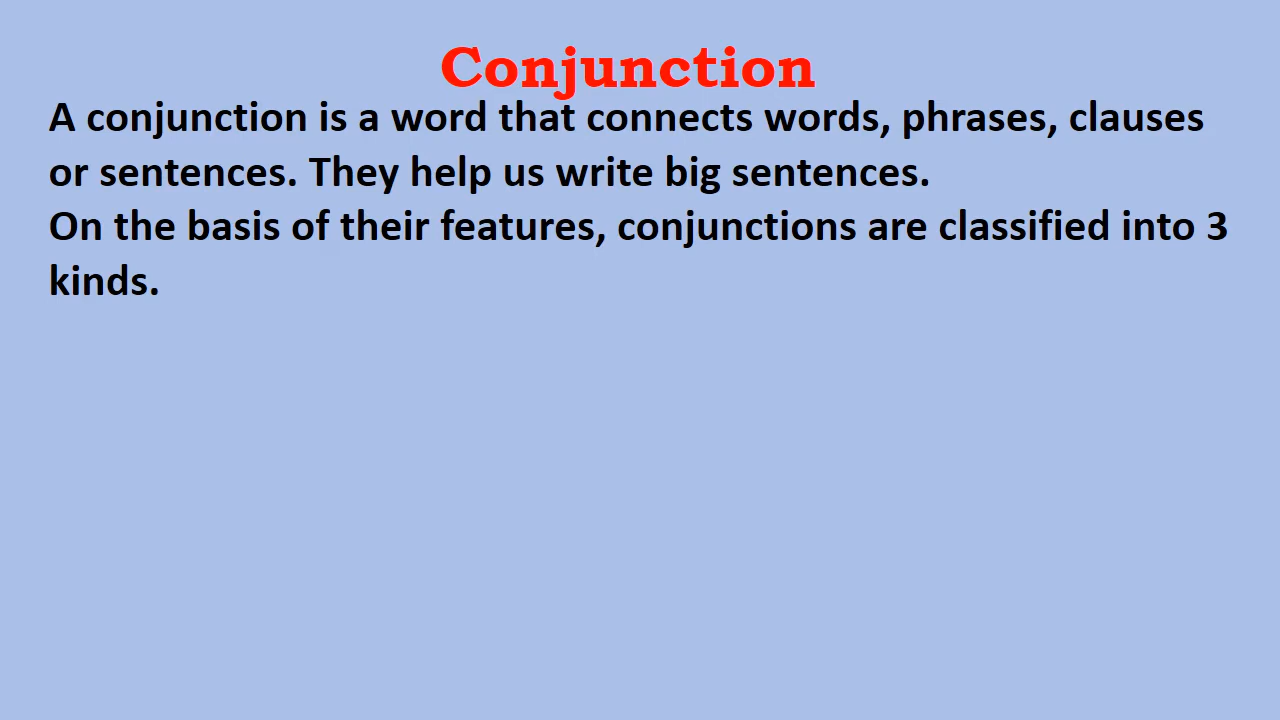 Conjunction
A conjunction is a word that connects words, phrases, clauses
or sentences. They help us write big sentences.
On the basis of their features, conjunctions are classified into 3
kinds.